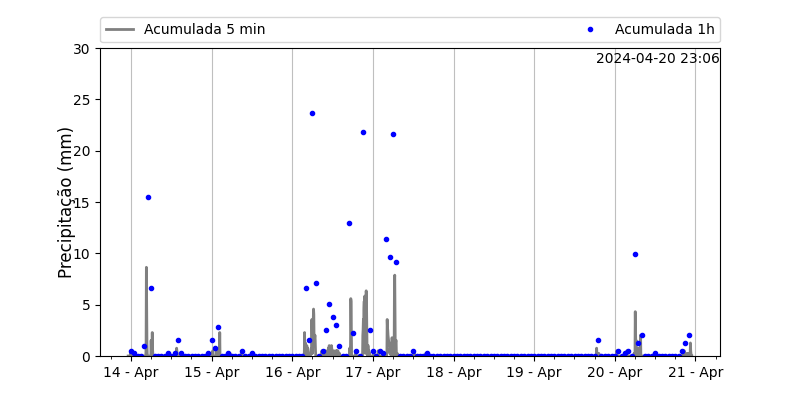 Acumulada 5 min
Acumulada 1h
2024-04-20 23:06
Precipitação (mm)
30
25
20
15
10
5
0
14 - Apr
15 - Apr
16 - Apr
17 - Apr
18 - Apr
19 - Apr
20 - Apr
21 - Apr